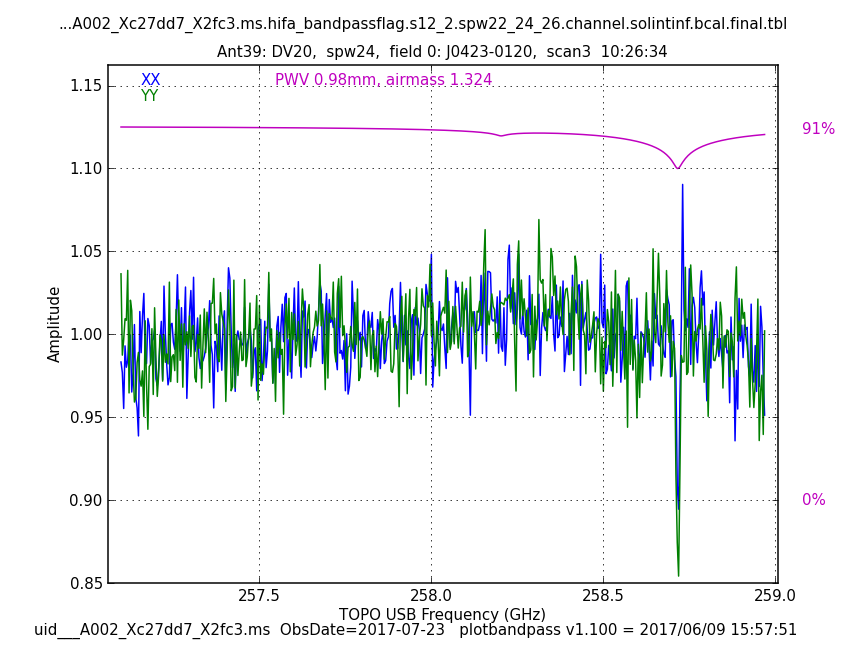 ...A002_Xc27dd7_X2fc3.ms.hifa_bandpassflag.s12_2.spw22_24_26.channel.solintinf.bcal.final.tbl
Ant39: DV20,  spw24,  field 0: J0423-0120,  scan3  10:26:34
XX
YY
PWV 0.98mm, airmass 1.324
1.15
1.10
1.05
1.00
0.95
0.90
0.85
Amplitude
91%
0%
257.5
258.0
258.5
259.0
TOPO USB Frequency (GHz)
uid___A002_Xc27dd7_X2fc3.ms  ObsDate=2017-07-23   plotbandpass v1.100 = 2017/06/09 15:57:51